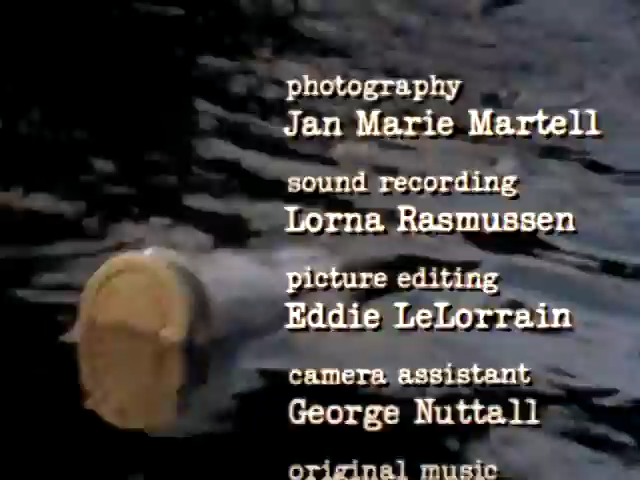 photography
Jan Marie Martell
sound recording
Lorna Rasmussen
picture editing
Eddie LeLorrain
camera assistant
George Nuttall
original music